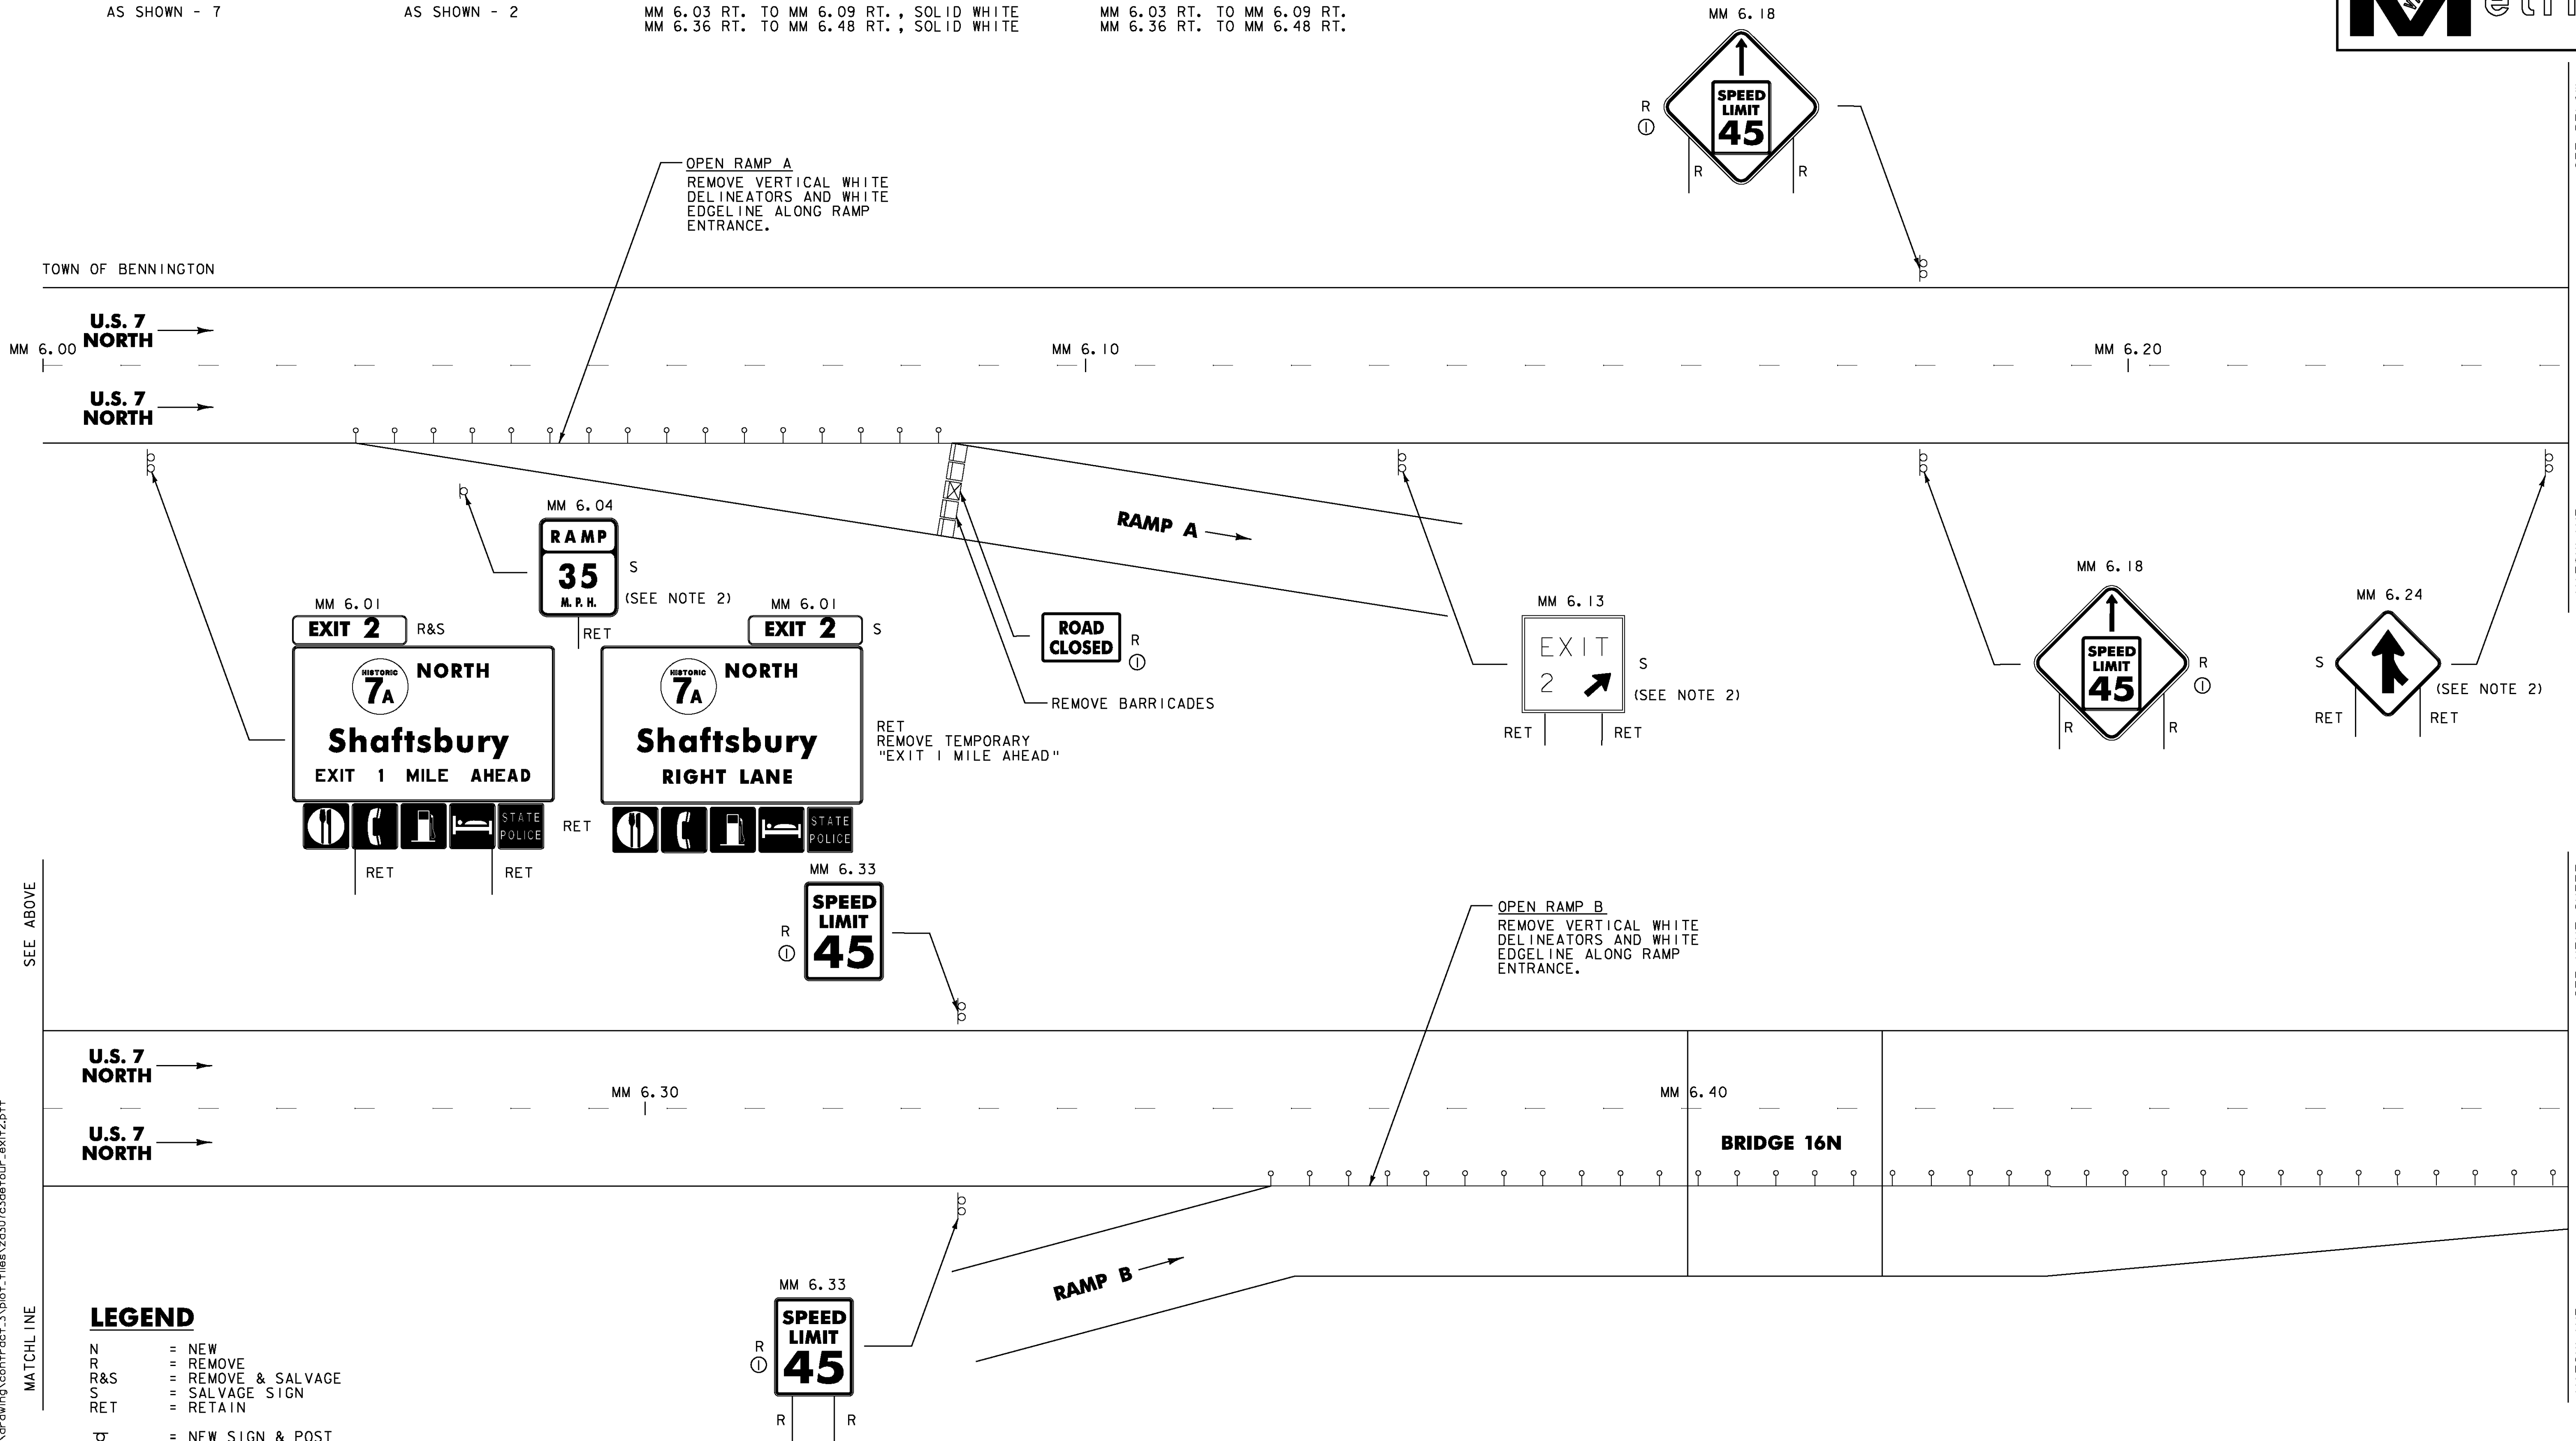 AS SHOWN - 7
AS SHOWN - 2
MM 6.03 RT. TO MM 6.09 RT., SOLID WHITE
MM 6.36 RT. TO MM 6.48 RT., SOLID WHITE
MM 6.03 RT. TO MM 6.09 RT.
MM 6.36 RT. TO MM 6.48 RT.
MM 6.18
SPEED
LIMIT
45
R
1
R
R
OPEN RAMP A
REMOVE VERTICAL WHITE
DELINEATORS AND WHITE
EDGELINE ALONG RAMP
ENTRANCE.
TOWN OF BENNINGTON
U.S. 7
NORTH
MM 6.00
MM 6.10
MM 6.20
U.S. 7
NORTH
MM 6.04
RAMP
35
M.P.H.
S
(SEE NOTE 2)
RET
RAMP A
MM 6.01
EXIT 2
R&S
HISTORIC
7A
NORTH
Shaftsbury
EXIT 1 MILE AHEAD
STATE
POLICE
RET
RET
RET
MM 6.01
EXIT 2
S
HISTORIC
7A
NORTH
Shaftsbury
RIGHT LANE
STATE
POLICE
RET
REMOVE TEMPORARY
"EXIT 1 MILE AHEAD"
ROAD
CLOSED
R
1
REMOVE BARRICADES
MM 6.13
EXIT
2
S
(SEE NOTE 2)
RET
RET
MM 6.18
SPEED
LIMIT
45
R
1
R
R
MM 6.24
S
(SEE NOTE 2)
RET
RET
SEE ABOVE
MM 6.33
SPEED
LIMIT
45
R
1
OPEN RAMP B
REMOVE VERTICAL WHITE
DELINEATORS AND WHITE
EDGELINE ALONG RAMP
ENTRANCE.
U.S. 7
NORTH
MM 6.30
MM 6.40
U.S. 7
NORTH
BRIDGE 16N
RAMP B
MM 6.33
SPEED
LIMIT
45
R
1
R
R
MATCHLINE
LEGEND
N = NEW
R = REMOVE
R&S = REMOVE & SALVAGE
S = SALVAGE SIGN
RET = RETAIN
= NEW SIGN & POST